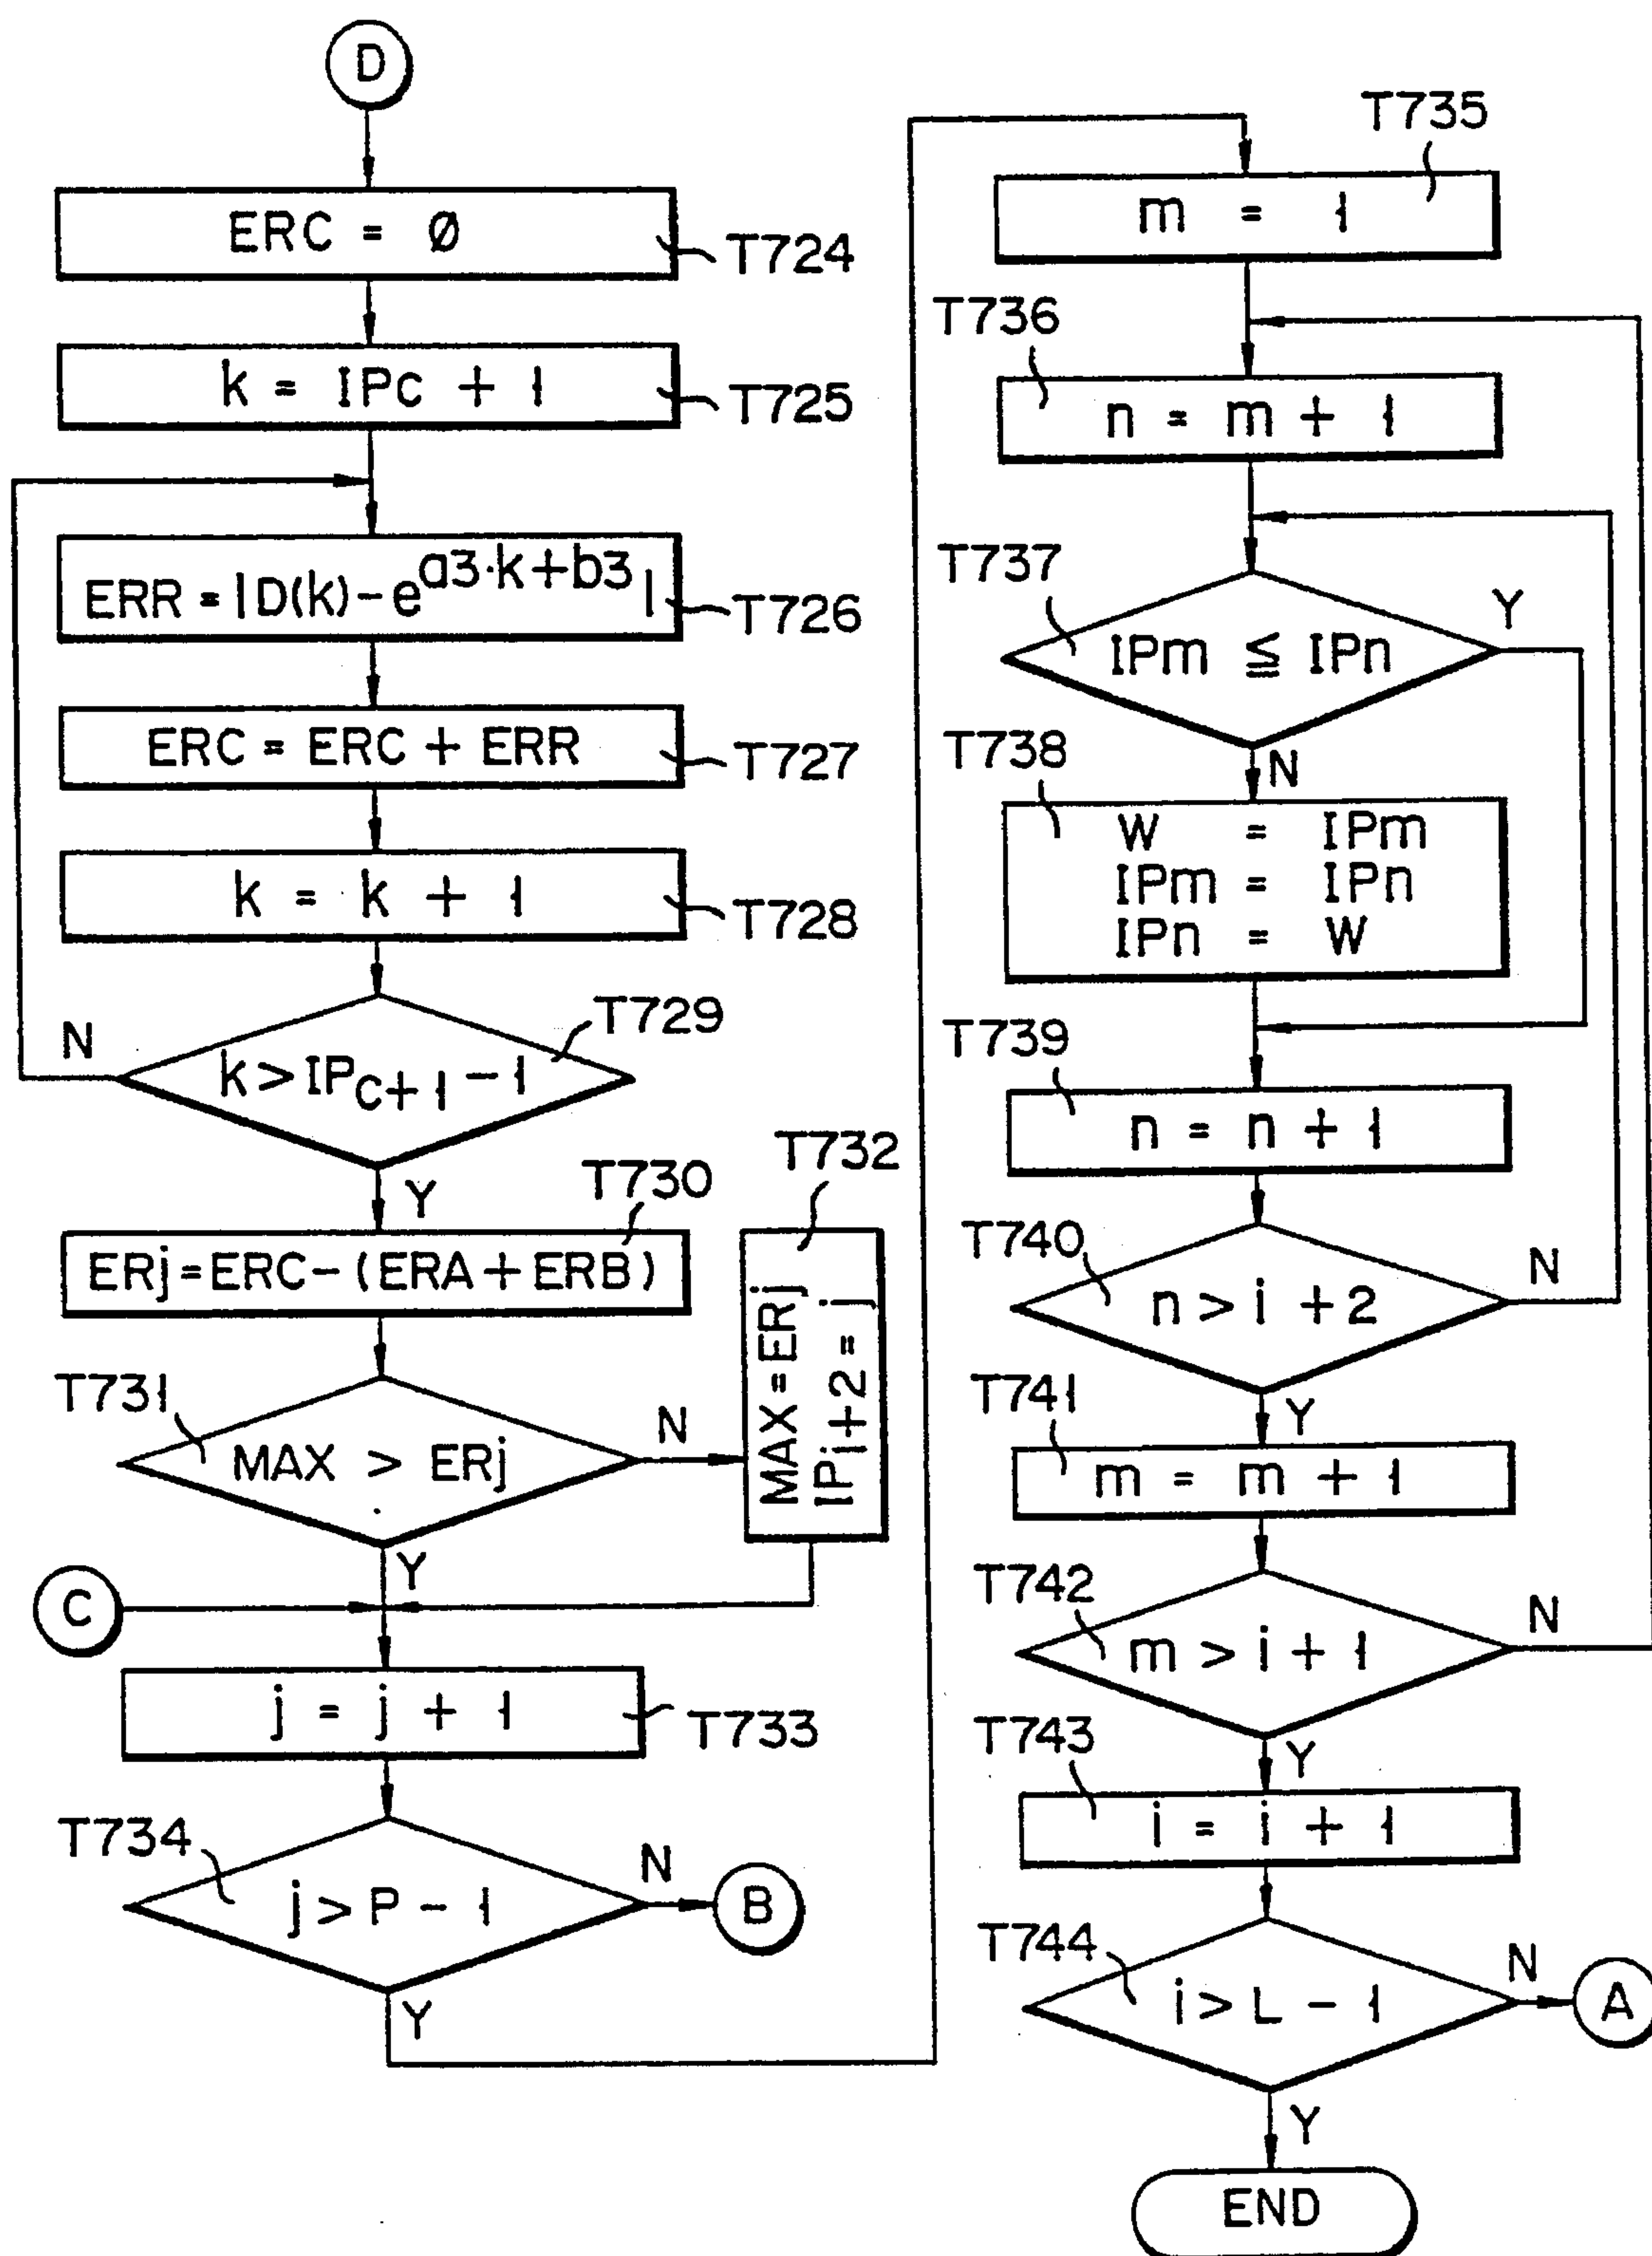 D
ERC = Ø
T724
k = IPc + 1
T725
ERR = |D(k) - e^{a3·k+b3}|
T726
ERC = ERC + ERR
T727
k = k + 1
T728
T729
N
k > IP_{C+1} - 1
Y
T730
ERj = ERC - (ERA + ERB)
T732
MAX = ERj
IPi+2 = j
T731
MAX > ERj
N
Y
C
j = j + 1
T733
T734
j > P - 1
N
B
Y
T735
m = 1
T736
n = m + 1
T737
IPm ≦ IPn
Y
N
T738
W = IPm
IPm = IPn
IPn = W
T739
n = n + 1
T740
n > i + 2
N
Y
T741
m = m + 1
T742
m > i + 1
N
Y
T743
i = i + 1
T744
i > L - 1
N
A
Y
END